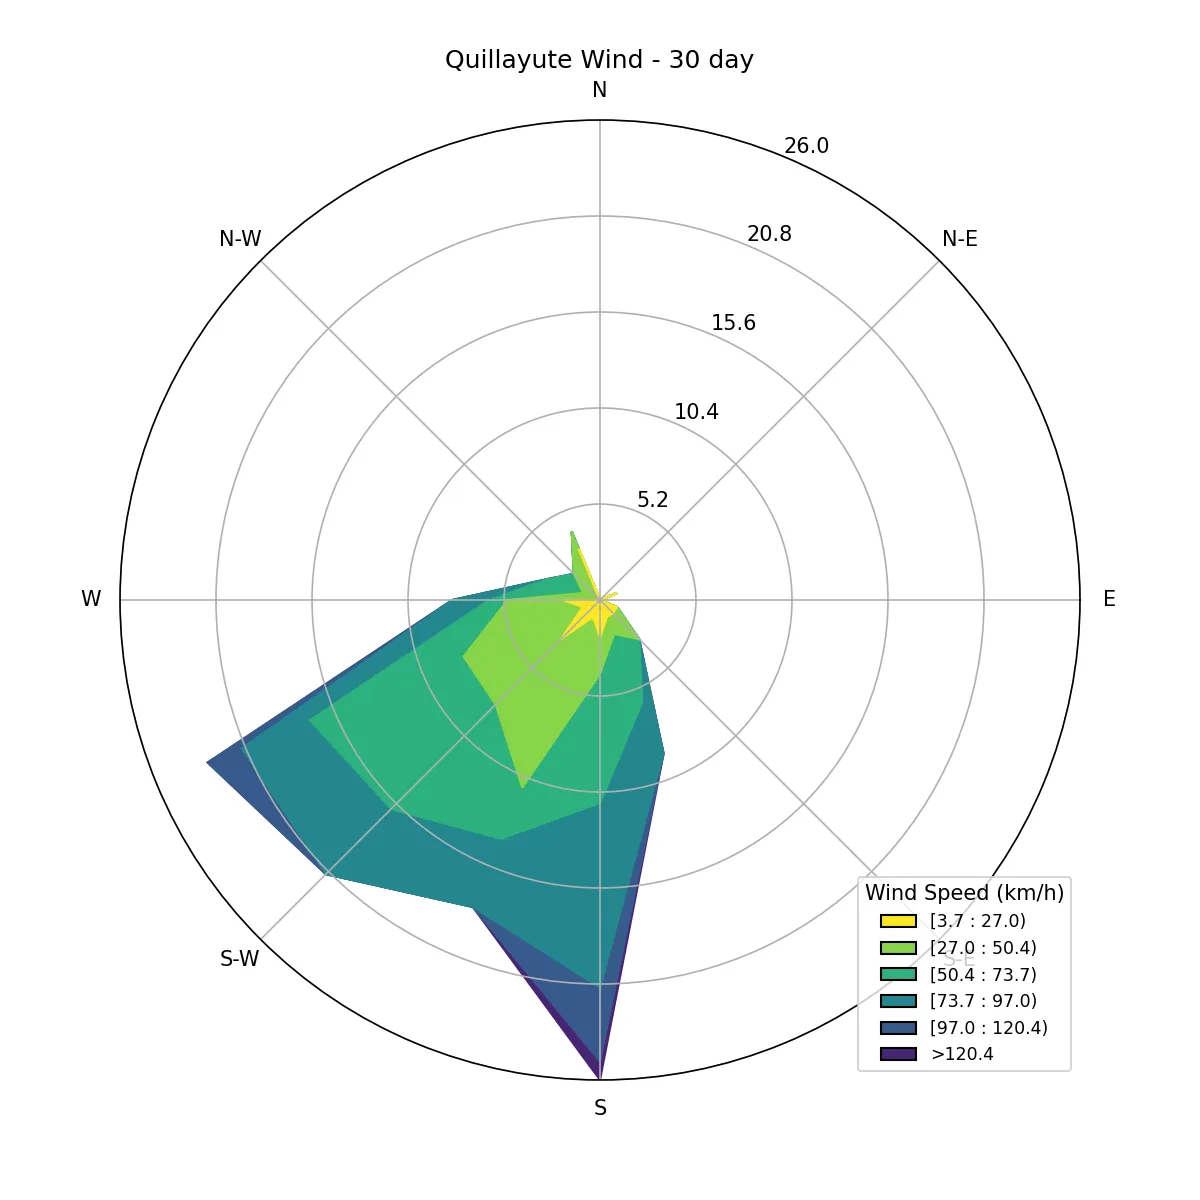 Quillayute Wind - 30 day
N
26.0
N-W
20.8
N-E
15.6
10.4
5.2
W
E
Wind Speed (km/h)
[3.7 : 27.0)
[27.0 : 50.4)
S-W
S-E
[50.4 : 73.7)
[73.7 : 97.0)
[97.0 : 120.4)
>120.4
S